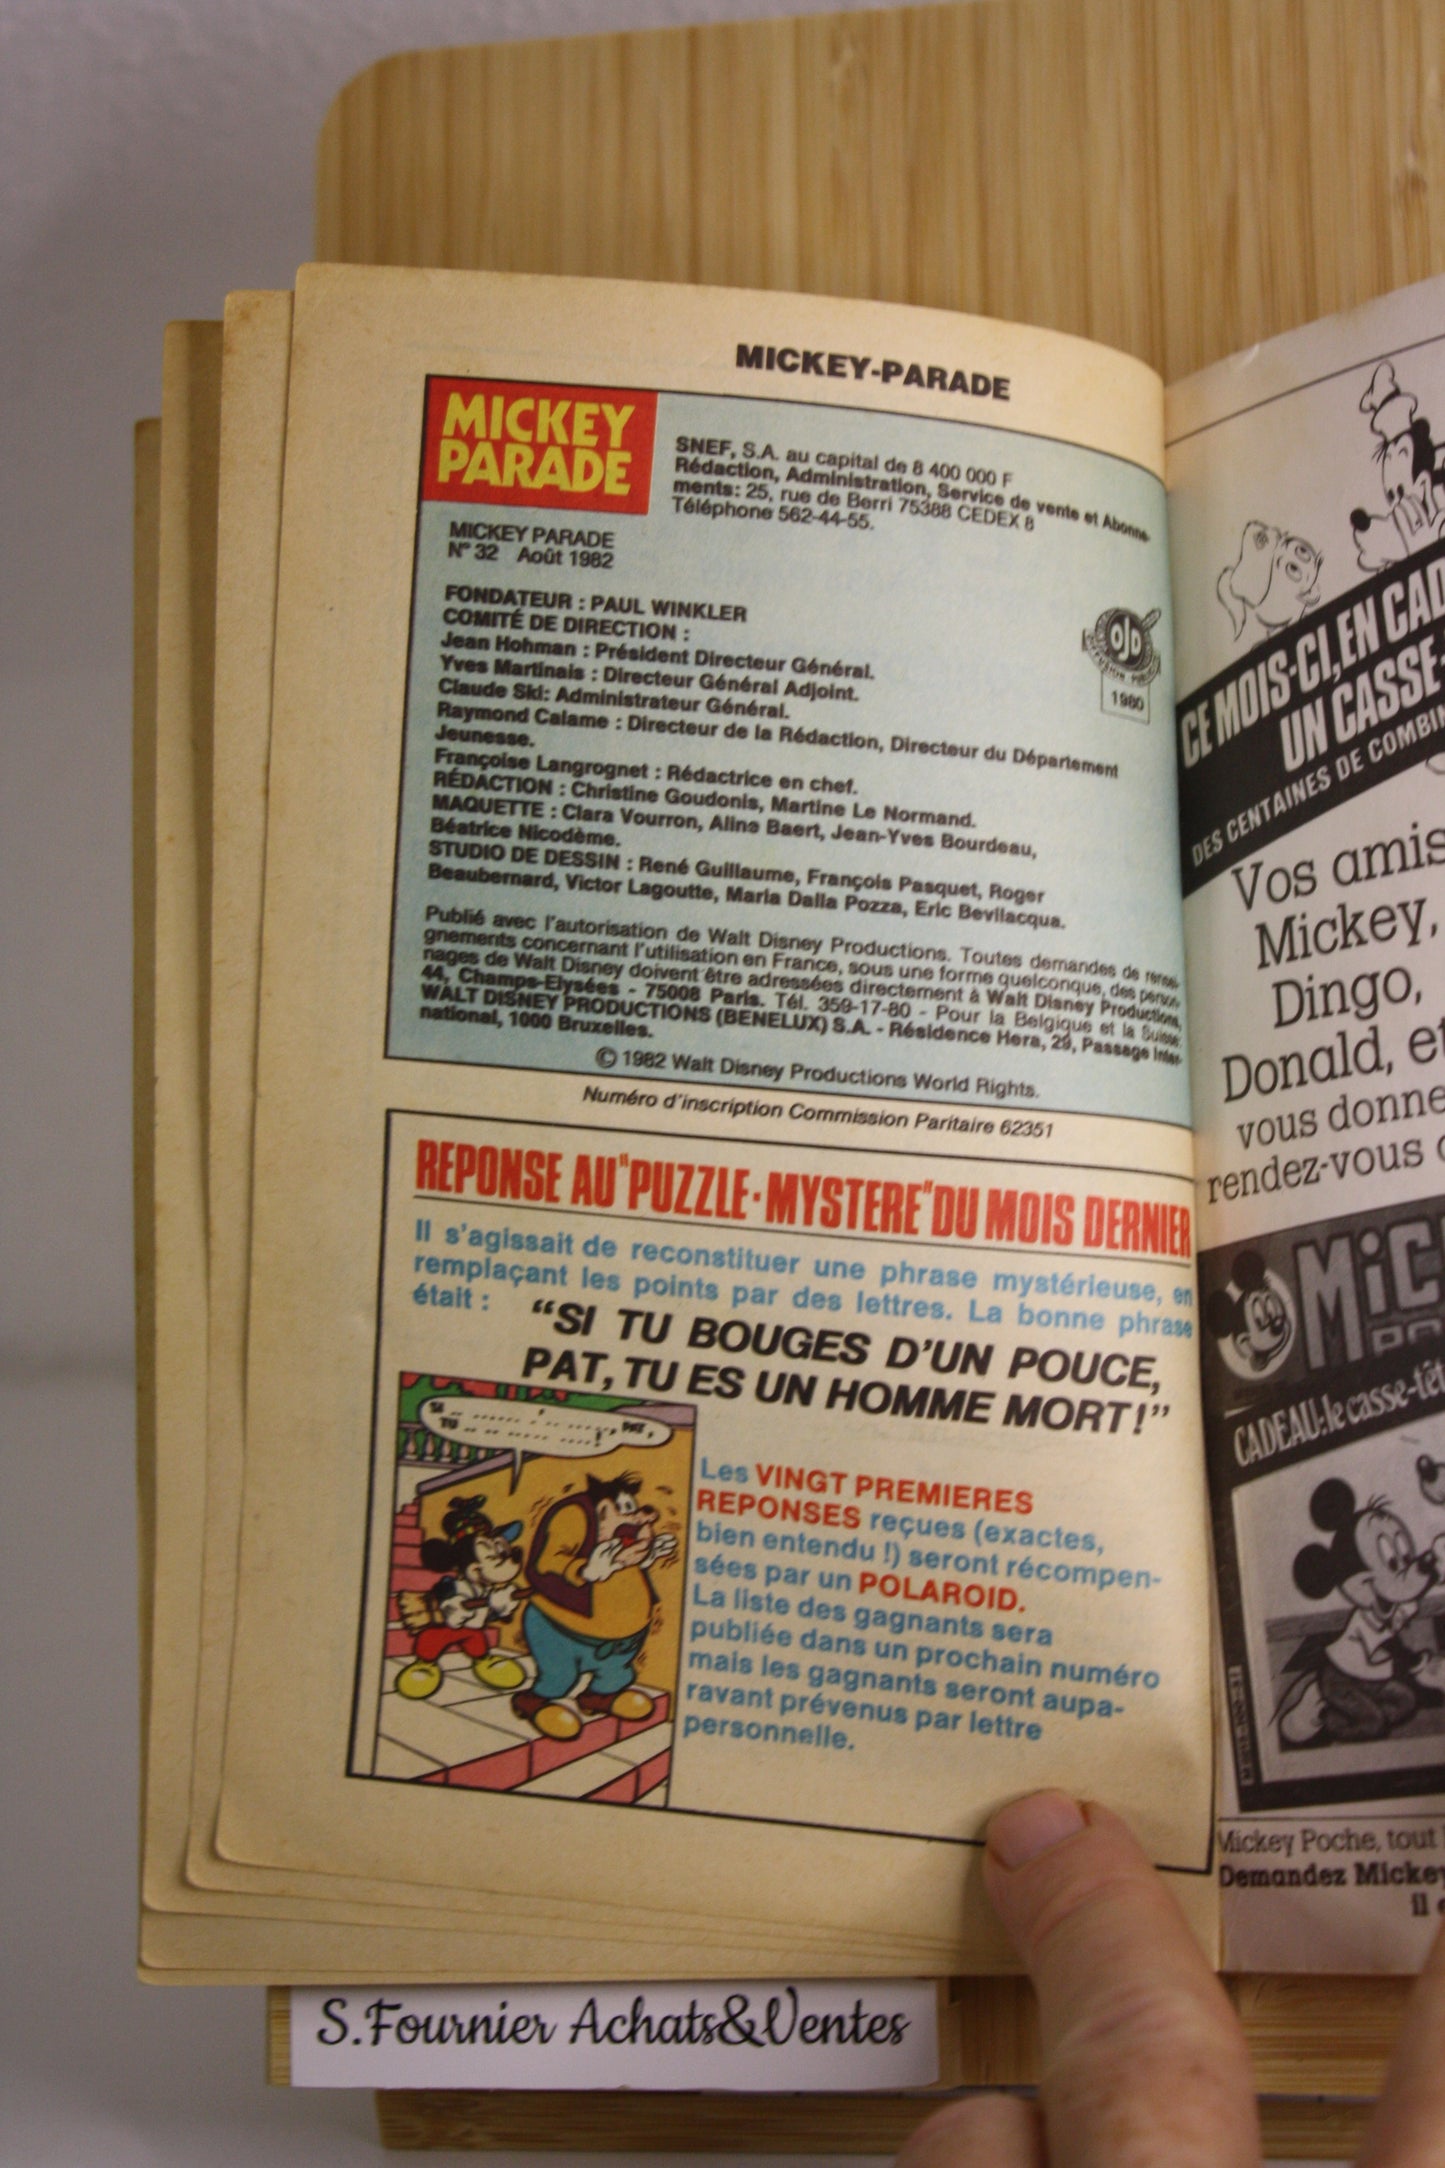 MICKEY-PARADE
MICKEY
PARADE
SNEF, S.A. au capital de 8 400 000 F
Rédaction, Administration, Service de vente et Abonne-
ments: 25, rue de Berri 75388 CEDEX 8
Téléphone 562-44-55.
MICKEY PARADE
N° 32 Août 1982
FONDATEUR : PAUL WINKLER
COMITÉ DE DIRECTION :
Jean Hohman : Président Directeur Général.
Yves Martinais : Directeur Général Adjoint.
Claude Ski: Administrateur Général.
Raymond Calame : Directeur de la Rédaction, Directeur du Département
Jeunesse.
Françoise Langrognet : Rédactrice en chef.
RÉDACTION : Christine Goudonis, Martine Le Normand.
MAQUETTE : Clara Vourron, Aline Baert, Jean-Yves Bourdeau,
Béatrice Nicodème.
STUDIO DE DESSIN : René Guillaume, François Pasquet, Roger
Beaubernard, Victor Lagoutte, Maria Dalla Pozza, Eric Bevilacqua.
OJD
DIFFUSION
1980
Publié avec l'autorisation de Walt Disney Productions. Toutes demandes de rensei-
gnements concernant l'utilisation en France, sous une forme quelconque, des person-
nages de Walt Disney doivent être adressées directement à Walt Disney Productions,
44, Champs-Elysées - 75008 Paris. Tél. 359-17-80 - Pour la Belgique et la Suisse:
WALT DISNEY PRODUCTIONS (BENELUX) S.A. - Résidence Hera, 29, Passage Inter-
national, 1000 Bruxelles.
© 1982 Walt Disney Productions World Rights.
Numéro d'inscription Commission Paritaire 62351
REPONSE AU "PUZZLE-MYSTERE" DU MOIS DERNIER
Il s'agissait de reconstituer une phrase mystérieuse, en
remplaçant les points par des lettres. La bonne phrase
était :
"SI TU BOUGES D'UN POUCE,
PAT, TU ES UN HOMME MORT!"
SI .. ...... . '.. ....., PAT,
TU .. .. ..... ....!
Les VINGT PREMIERES
REPONSES reçues (exactes,
bien entendu !) seront récompen-
sées par un POLAROID.
La liste des gagnants sera
publiée dans un prochain numéro
mais les gagnants seront aupa-
ravant prévenus par lettre
personnelle.
CE MOIS-CI, EN CAD
UN CASSE-
DES CENTAINES DE COMBIN
Vos amis
Mickey,
Dingo,
Donald, et
vous donne
rendez-vous
MiC
CADEAU: le casse-têt
Mickey Poche, tout
Demandez Mickey
il
S.Fournier Achats&Ventes